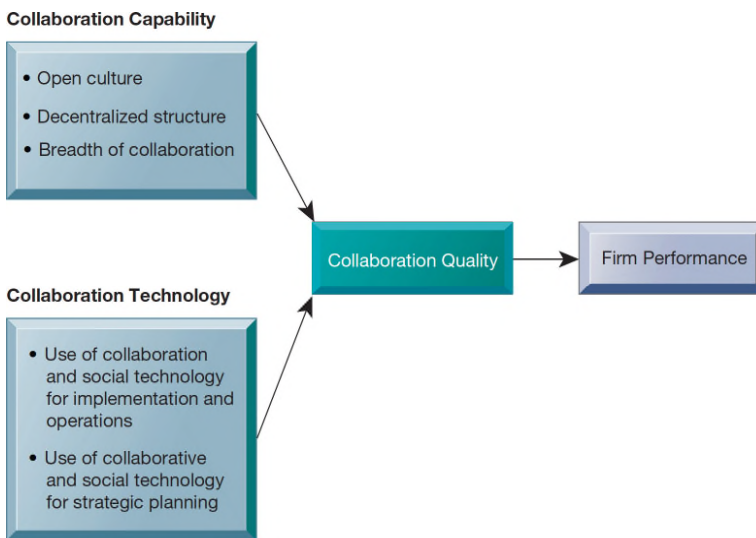 Collaboration Capability
• Open culture
• Decentralized structure
• Breadth of collaboration
Collaboration Quality
Firm Performance
Collaboration Technology
• Use of collaboration
and social technology
for implementation and
operations
• Use of collaborative
and social technology
for strategic planning